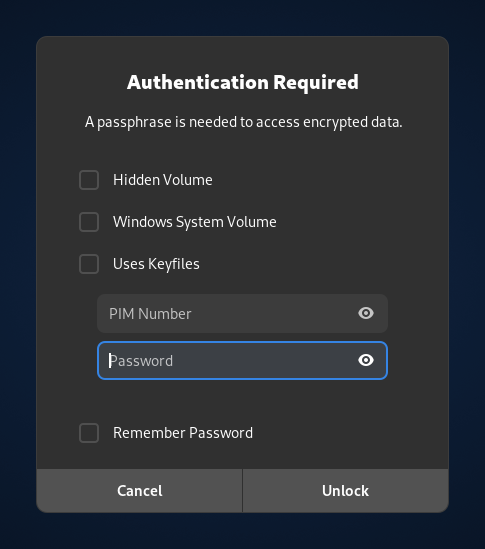 Authentication Required
A passphrase is needed to access encrypted data.
Hidden Volume
Windows System Volume
Uses Keyfiles
PIM Number
Password
Remember Password
Cancel
Unlock